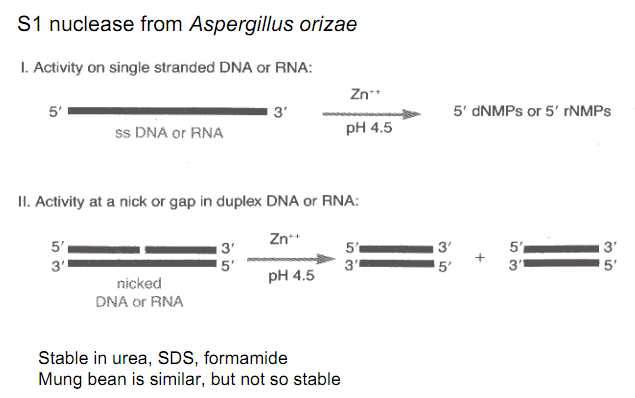 S1 nuclease from Aspergillus orizae
I. Activity on single stranded DNA or RNA:
5′ 3′
ss DNA or RNA
Zn++
pH 4.5
5′ dNMPs or 5′ rNMPs
II. Activity at a nick or gap in duplex DNA or RNA:
5′ 3′
3′ 5′
nicked
DNA or RNA
Zn++
pH 4.5
5′ 3′
3′ 5′
+
5′ 3′
3′ 5′
Stable in urea, SDS, formamide
Mung bean is similar, but not so stable